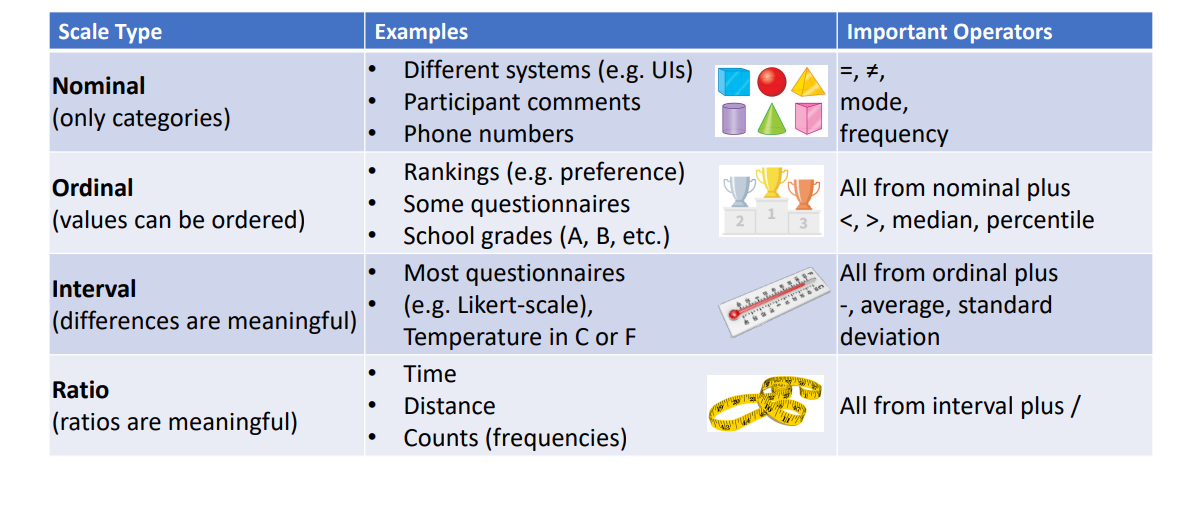 Scale Type
Examples
Important Operators
Nominal
(only categories)
• Different systems (e.g. UIs)
• Participant comments
• Phone numbers
=, ≠,
mode,
frequency
Ordinal
(values can be ordered)
• Rankings (e.g. preference)
• Some questionnaires
• School grades (A, B, etc.)
2
1
3
All from nominal plus
<, >, median, percentile
Interval
(differences are meaningful)
• Most questionnaires
• (e.g. Likert-scale),
Temperature in C or F
All from ordinal plus
-, average, standard
deviation
Ratio
(ratios are meaningful)
• Time
• Distance
• Counts (frequencies)
All from interval plus /